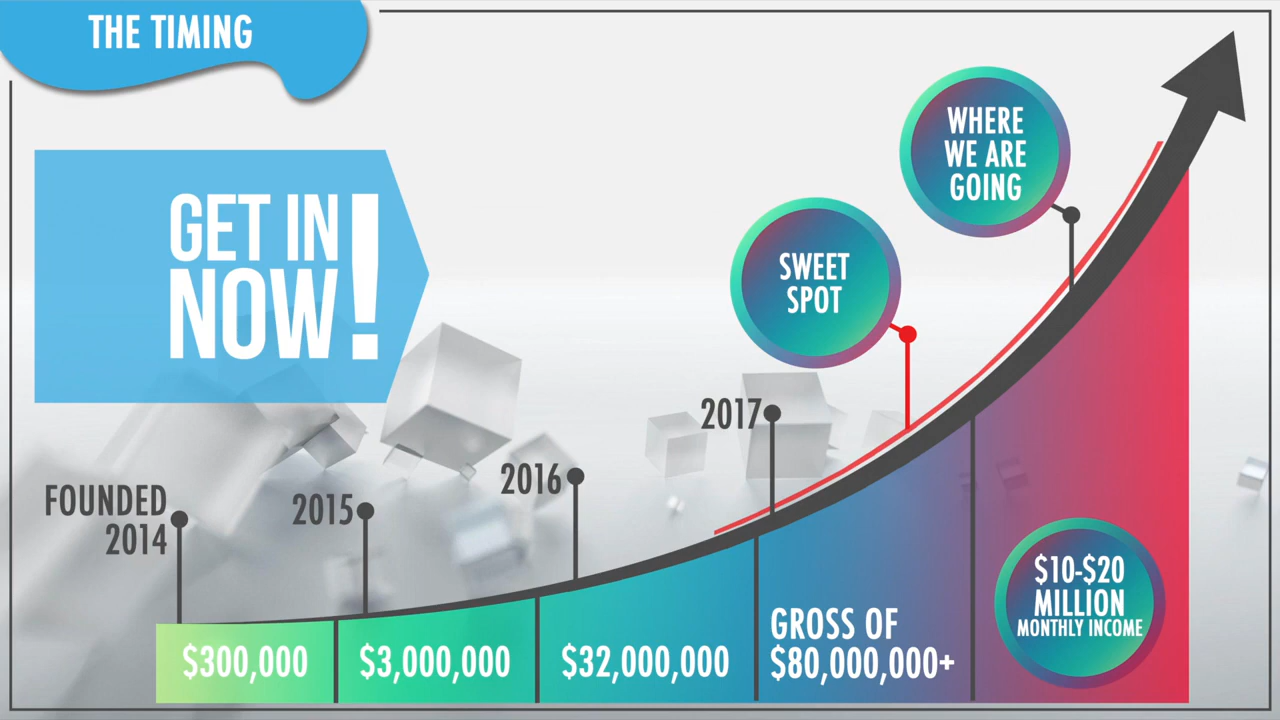 THE TIMING
GET IN
NOW!
WHERE
WE ARE
GOING
SWEET
SPOT
2017
2016
FOUNDED
2014
2015
$300,000
$3,000,000
$32,000,000
GROSS OF
$80,000,000+
$10-$20
MILLION
MONTHLY INCOME